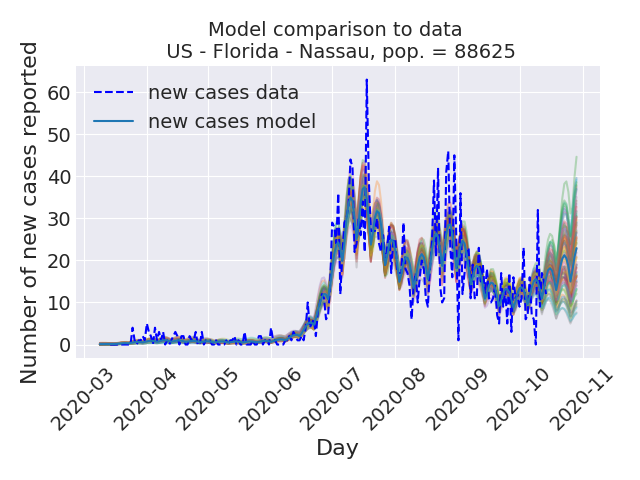 Model comparison to data
US - Florida - Nassau, pop. = 88625
new cases data
new cases model
Number of new cases reported
60
50
40
30
20
10
0
2020-03
2020-04
2020-05
2020-06
2020-07
2020-08
2020-09
2020-10
2020-11
Day